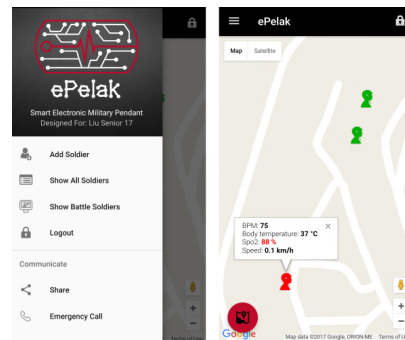 ePelak
Smart Electronic Military Pendant
Designed For: Liu Senior 17
Add Soldier
Show All Soldiers
Show Battle Soldiers
Logout
Communicate
Share
Emergency Call
ePelak
Map Satellite
BPM: 75
Body temperature: 37 °C
Spo2: 88 %
Speed: 0.1 km/h
Google
Map data ©2017 Google, ORION-ME Terms of U